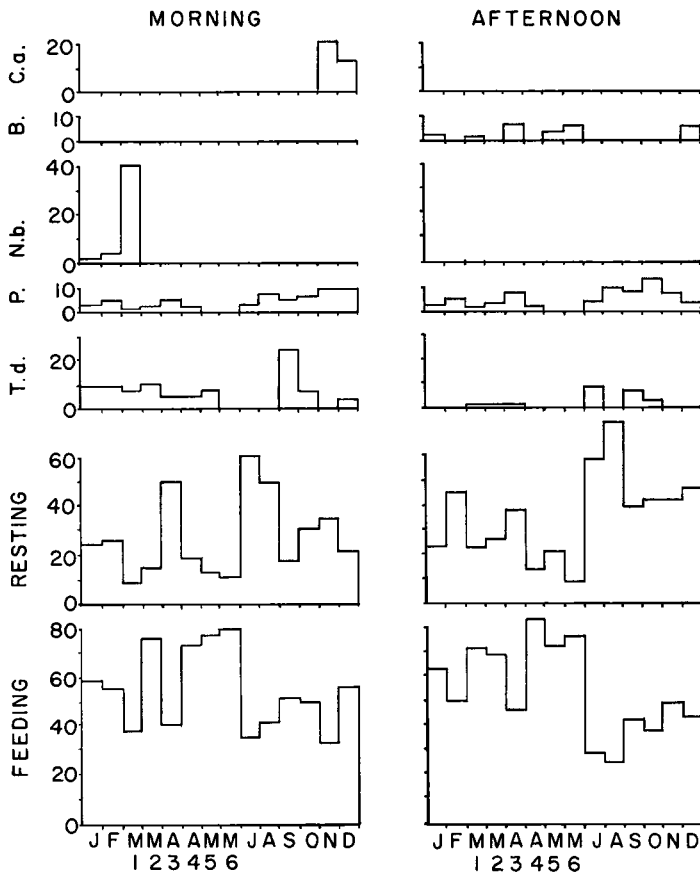 MORNING AFTERNOON
C.a. 20 0
B. 10 0
N.b. 40 20 0
P. 10 0
T.d. 20 0
RESTING 60 40 20 0
FEEDING 80 60 40 20 0
J F M M A A M M J A S O N D J F M M A A M M J A S O N D
1 2 3 4 5 6 1 2 3 4 5 6